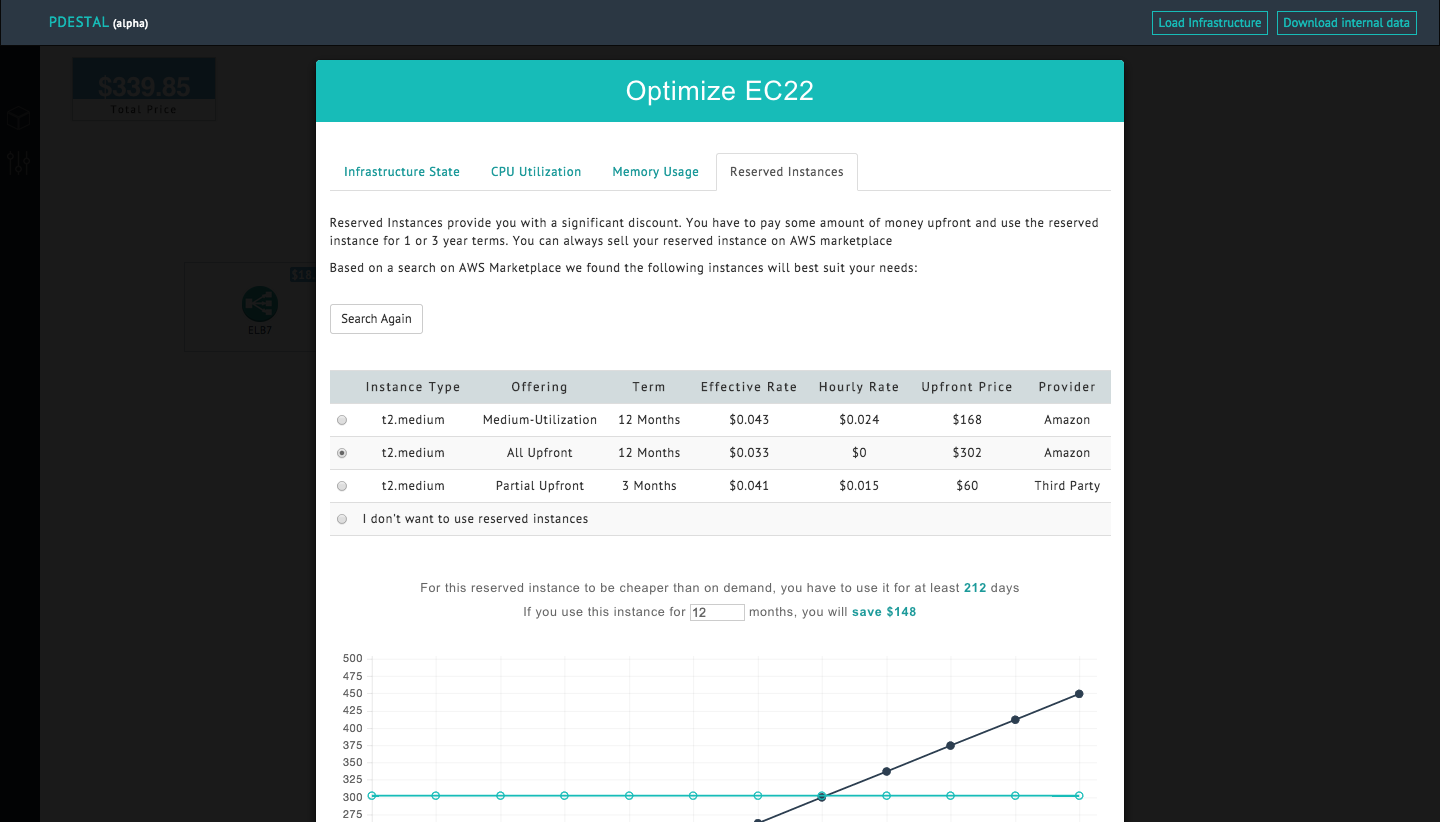 PDESTAL (alpha)
Load Infrastructure
Download internal data
$339.85
Total Price
Optimize EC22
Infrastructure State
CPU Utilization
Memory Usage
Reserved Instances
Reserved Instances provide you with a significant discount. You have to pay some amount of money upfront and use the reserved
instance for 1 or 3 year terms. You can always sell your reserved instance on AWS marketplace
Based on a search on AWS Marketplace we found the following instances will best suit your needs:
ELB7
Search Again
Instance Type Offering Term Effective Rate Hourly Rate Upfront Price Provider
t2.medium Medium-Utilization 12 Months $0.043 $0.024 $168 Amazon
t2.medium All Upfront 12 Months $0.033 $0 $302 Amazon
t2.medium Partial Upfront 3 Months $0.041 $0.015 $60 Third Party
I don't want to use reserved instances
For this reserved instance to be cheaper than on demand, you have to use it for at least 212 days
If you use this instance for 12 months, you will save $148
500
475
450
425
400
375
350
325
300
275